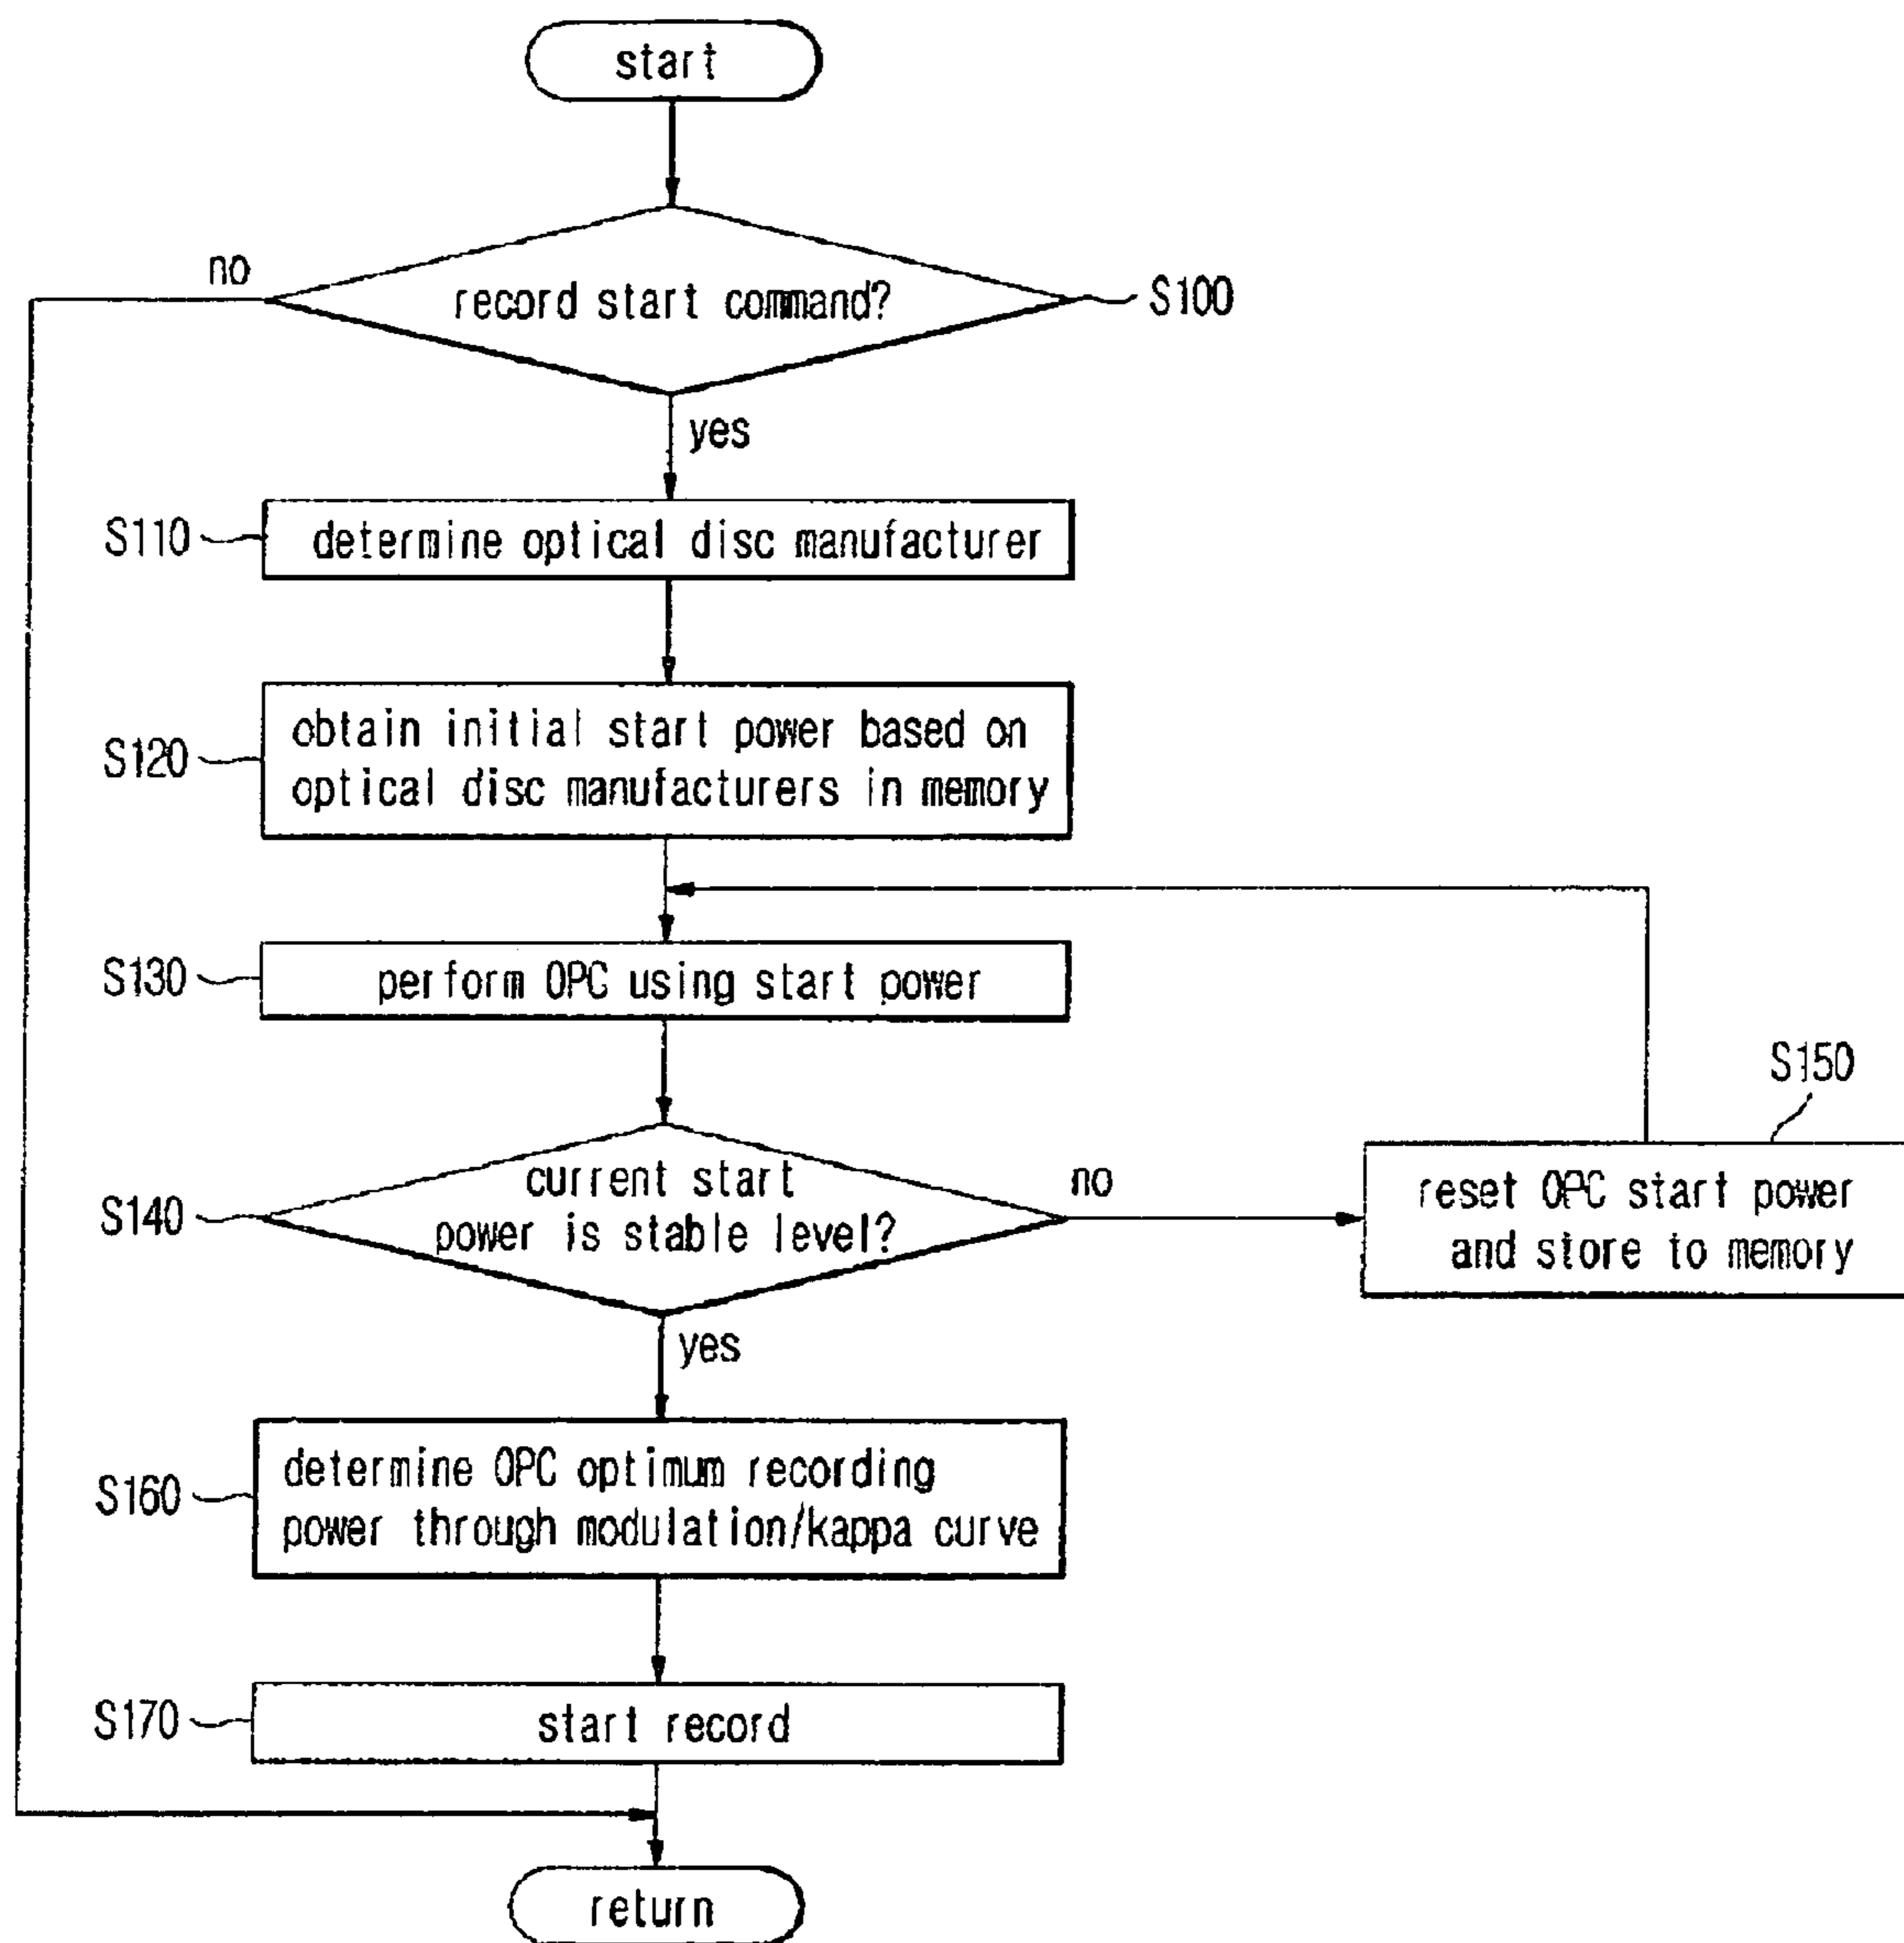 start
record start command?
no
S100
yes
S110
determine optical disc manufacturer
S120
obtain initial start power based on
optical disc manufacturers in memory
S130
perform OPC using start power
S140
current start
power is stable level?
no
S150
reset OPC start power
and store to memory
yes
S160
determine OPC optimum recording
power through modulation/kappa curve
S170
start record
return